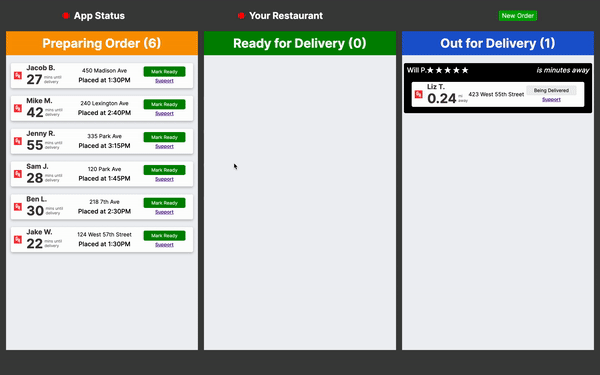 App Status
Your Restaurant
New Order
Preparing Order (6)
Jacob B.
27 mins until delivery
450 Madison Ave
Placed at 1:30PM
Mark Ready
Support
Mike M.
42 mins until delivery
240 Lexington Ave
Placed at 2:40PM
Mark Ready
Support
Jenny R.
55 mins until delivery
335 Park Ave
Placed at 3:15PM
Mark Ready
Support
Sam J.
28 mins until delivery
120 Park Ave
Placed at 1:45PM
Mark Ready
Support
Ben L.
30 mins until delivery
218 7th Ave
Placed at 2:30PM
Mark Ready
Support
Jake W.
22 mins until delivery
124 West 57th Street
Placed at 1:30PM
Mark Ready
Support
Ready for Delivery (0)
Out for Delivery (1)
Will P. ★★★★★
is minutes away
Liz T.
0.24 away
423 West 55th Street
Being Delivered
Support